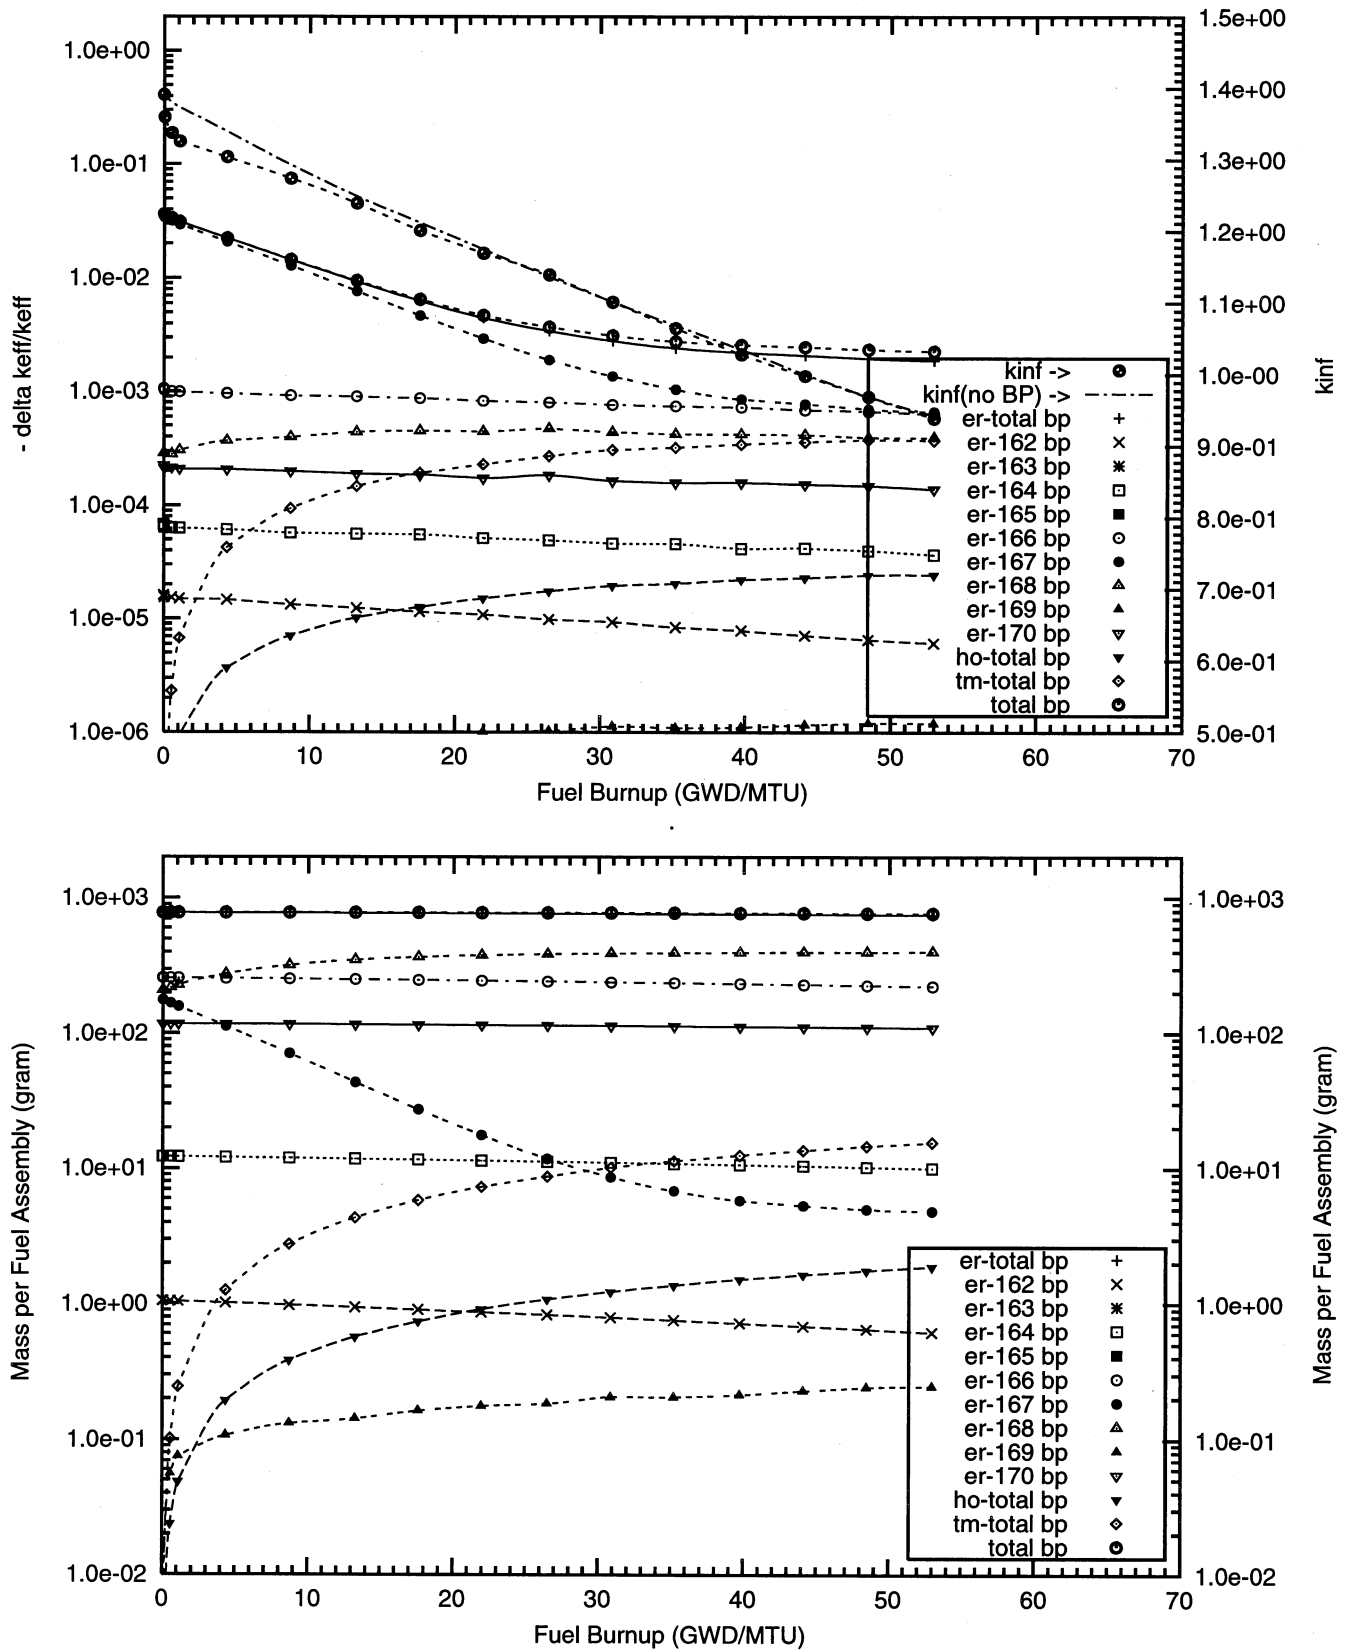 1.5e+00
1.0e+00
1.4e+00
1.0e-01
1.3e+00
1.2e+00
1.0e-02
1.1e+00
- delta keff/keff
kinf
1.0e-03
1.0e-00
kinf ->
kinf(no BP) ->
er-total bp
9.0e-01
er-162 bp
er-163 bp
1.0e-04
er-164 bp
8.0e-01
er-165 bp
er-166 bp
er-167 bp
er-168 bp
7.0e-01
1.0e-05
er-169 bp
er-170 bp
ho-total bp
6.0e-01
tm-total bp
total bp
1.0e-06
5.0e-01
0 10 20 30 40 50 60 70
Fuel Burnup (GWD/MTU)
1.0e+03
1.0e+03
1.0e+02
1.0e+02
Mass per Fuel Assembly (gram)
Mass per Fuel Assembly (gram)
1.0e+01
1.0e+01
er-total bp
er-162 bp
1.0e+00
1.0e+00
er-163 bp
er-164 bp
er-165 bp
er-166 bp
er-167 bp
er-168 bp
1.0e-01
1.0e-01
er-169 bp
er-170 bp
ho-total bp
tm-total bp
total bp
1.0e-02
1.0e-02
0 10 20 30 40 50 60 70
Fuel Burnup (GWD/MTU)